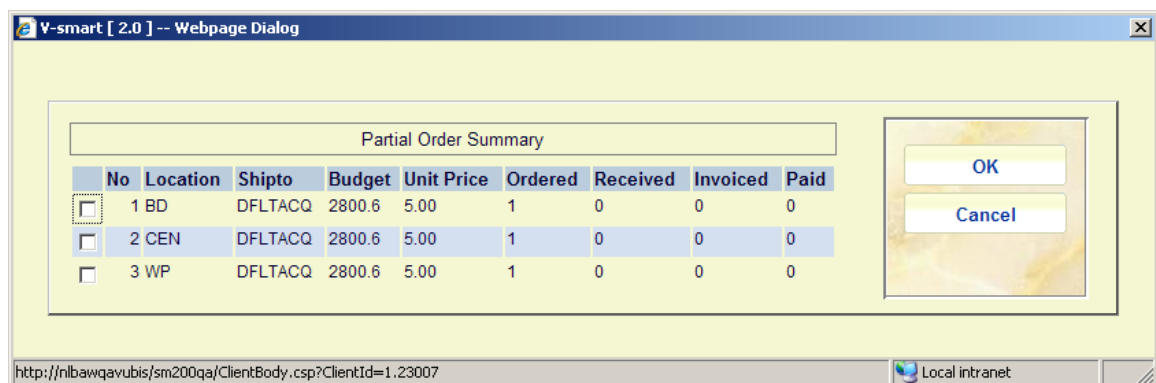 V-smart [ 2.0 ] -- Webpage Dialog
Partial Order Summary
No Location Shipto Budget Unit Price Ordered Received Invoiced Paid
1 BD DFLTACQ 2800.6 5.00 1 0 0 0
2 CEN DFLTACQ 2800.6 5.00 1 0 0 0
3 WP DFLTACQ 2800.6 5.00 1 0 0 0
OK
Cancel
http://nlbawqavubis/sm200qa/ClientBody.csp?ClientId=1.23007
Local intranet